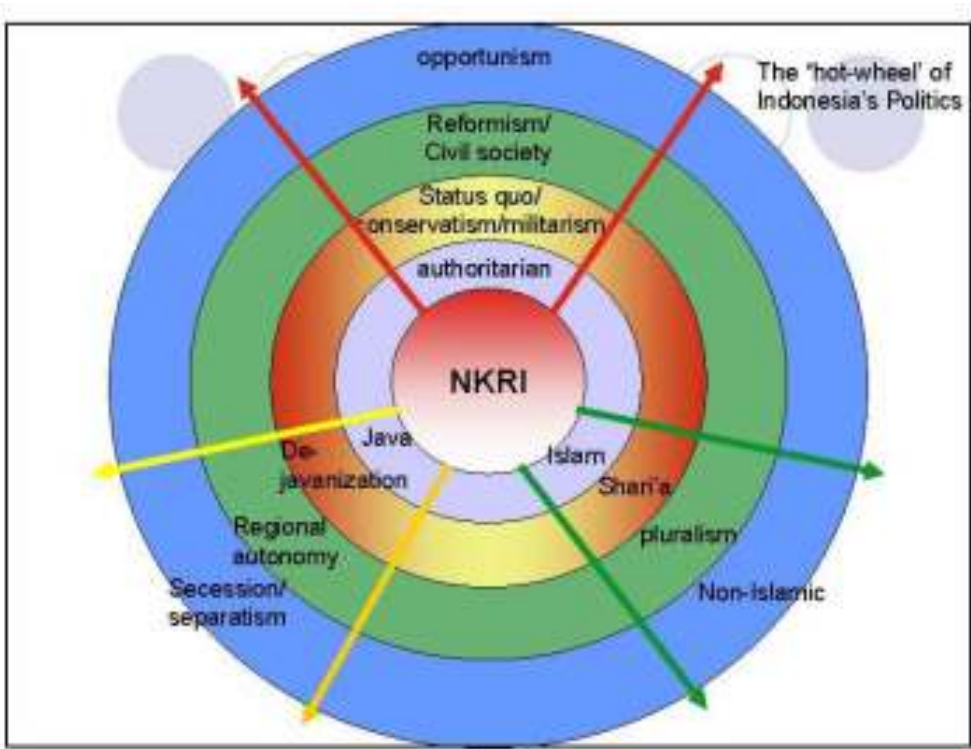 opportunism
The 'hot-wheel' of
Indonesia's Politics
Reformism/
Civil society
Status quo/
onservatism/militarism
authoritarian
NKRI
Java
De-
javanization
Regional
autonomy
Secession/
separatism
Islam
Shari'a
pluralism
Non-Islamic